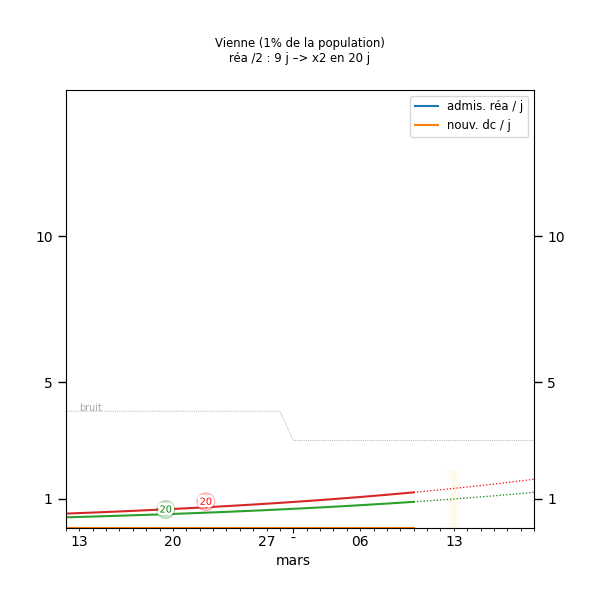 Vienne (1% de la population)
réa /2 : 9 j –> x2 en 20 j
admis. réa / j
nouv. dc / j
10 10
5 5
bruit
20
20
1 1
13 20 27 - 06 13
mars